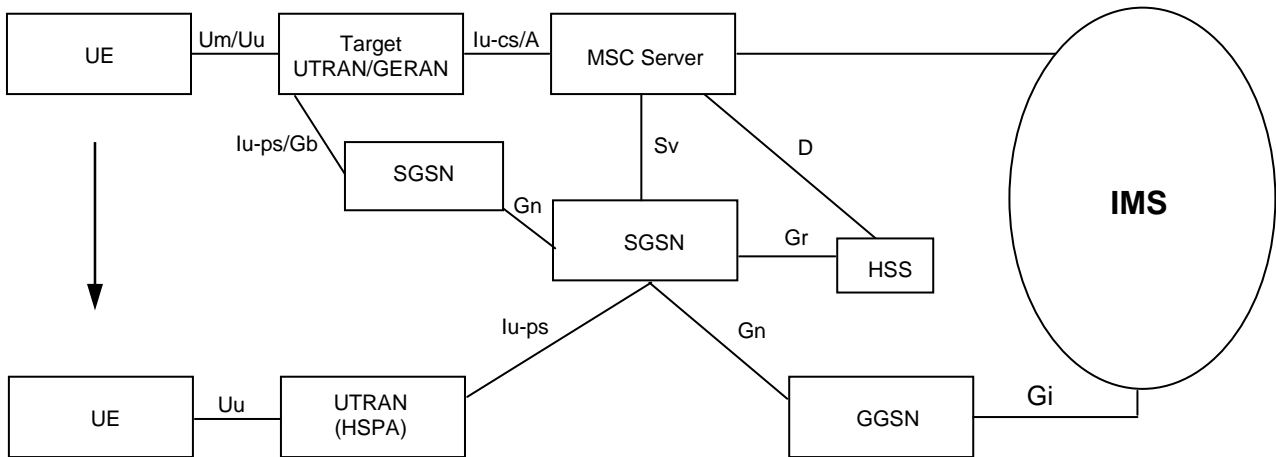 UE
Um/Uu
Target
UTRAN/GERAN
Iu-cs/A
MSC Server
Iu-ps/Gb
SGSN
Gn
Sv
D
IMS
SGSN
Gr
HSS
Iu-ps
Gn
UE
Uu
UTRAN
(HSPA)
GGSN
Gi